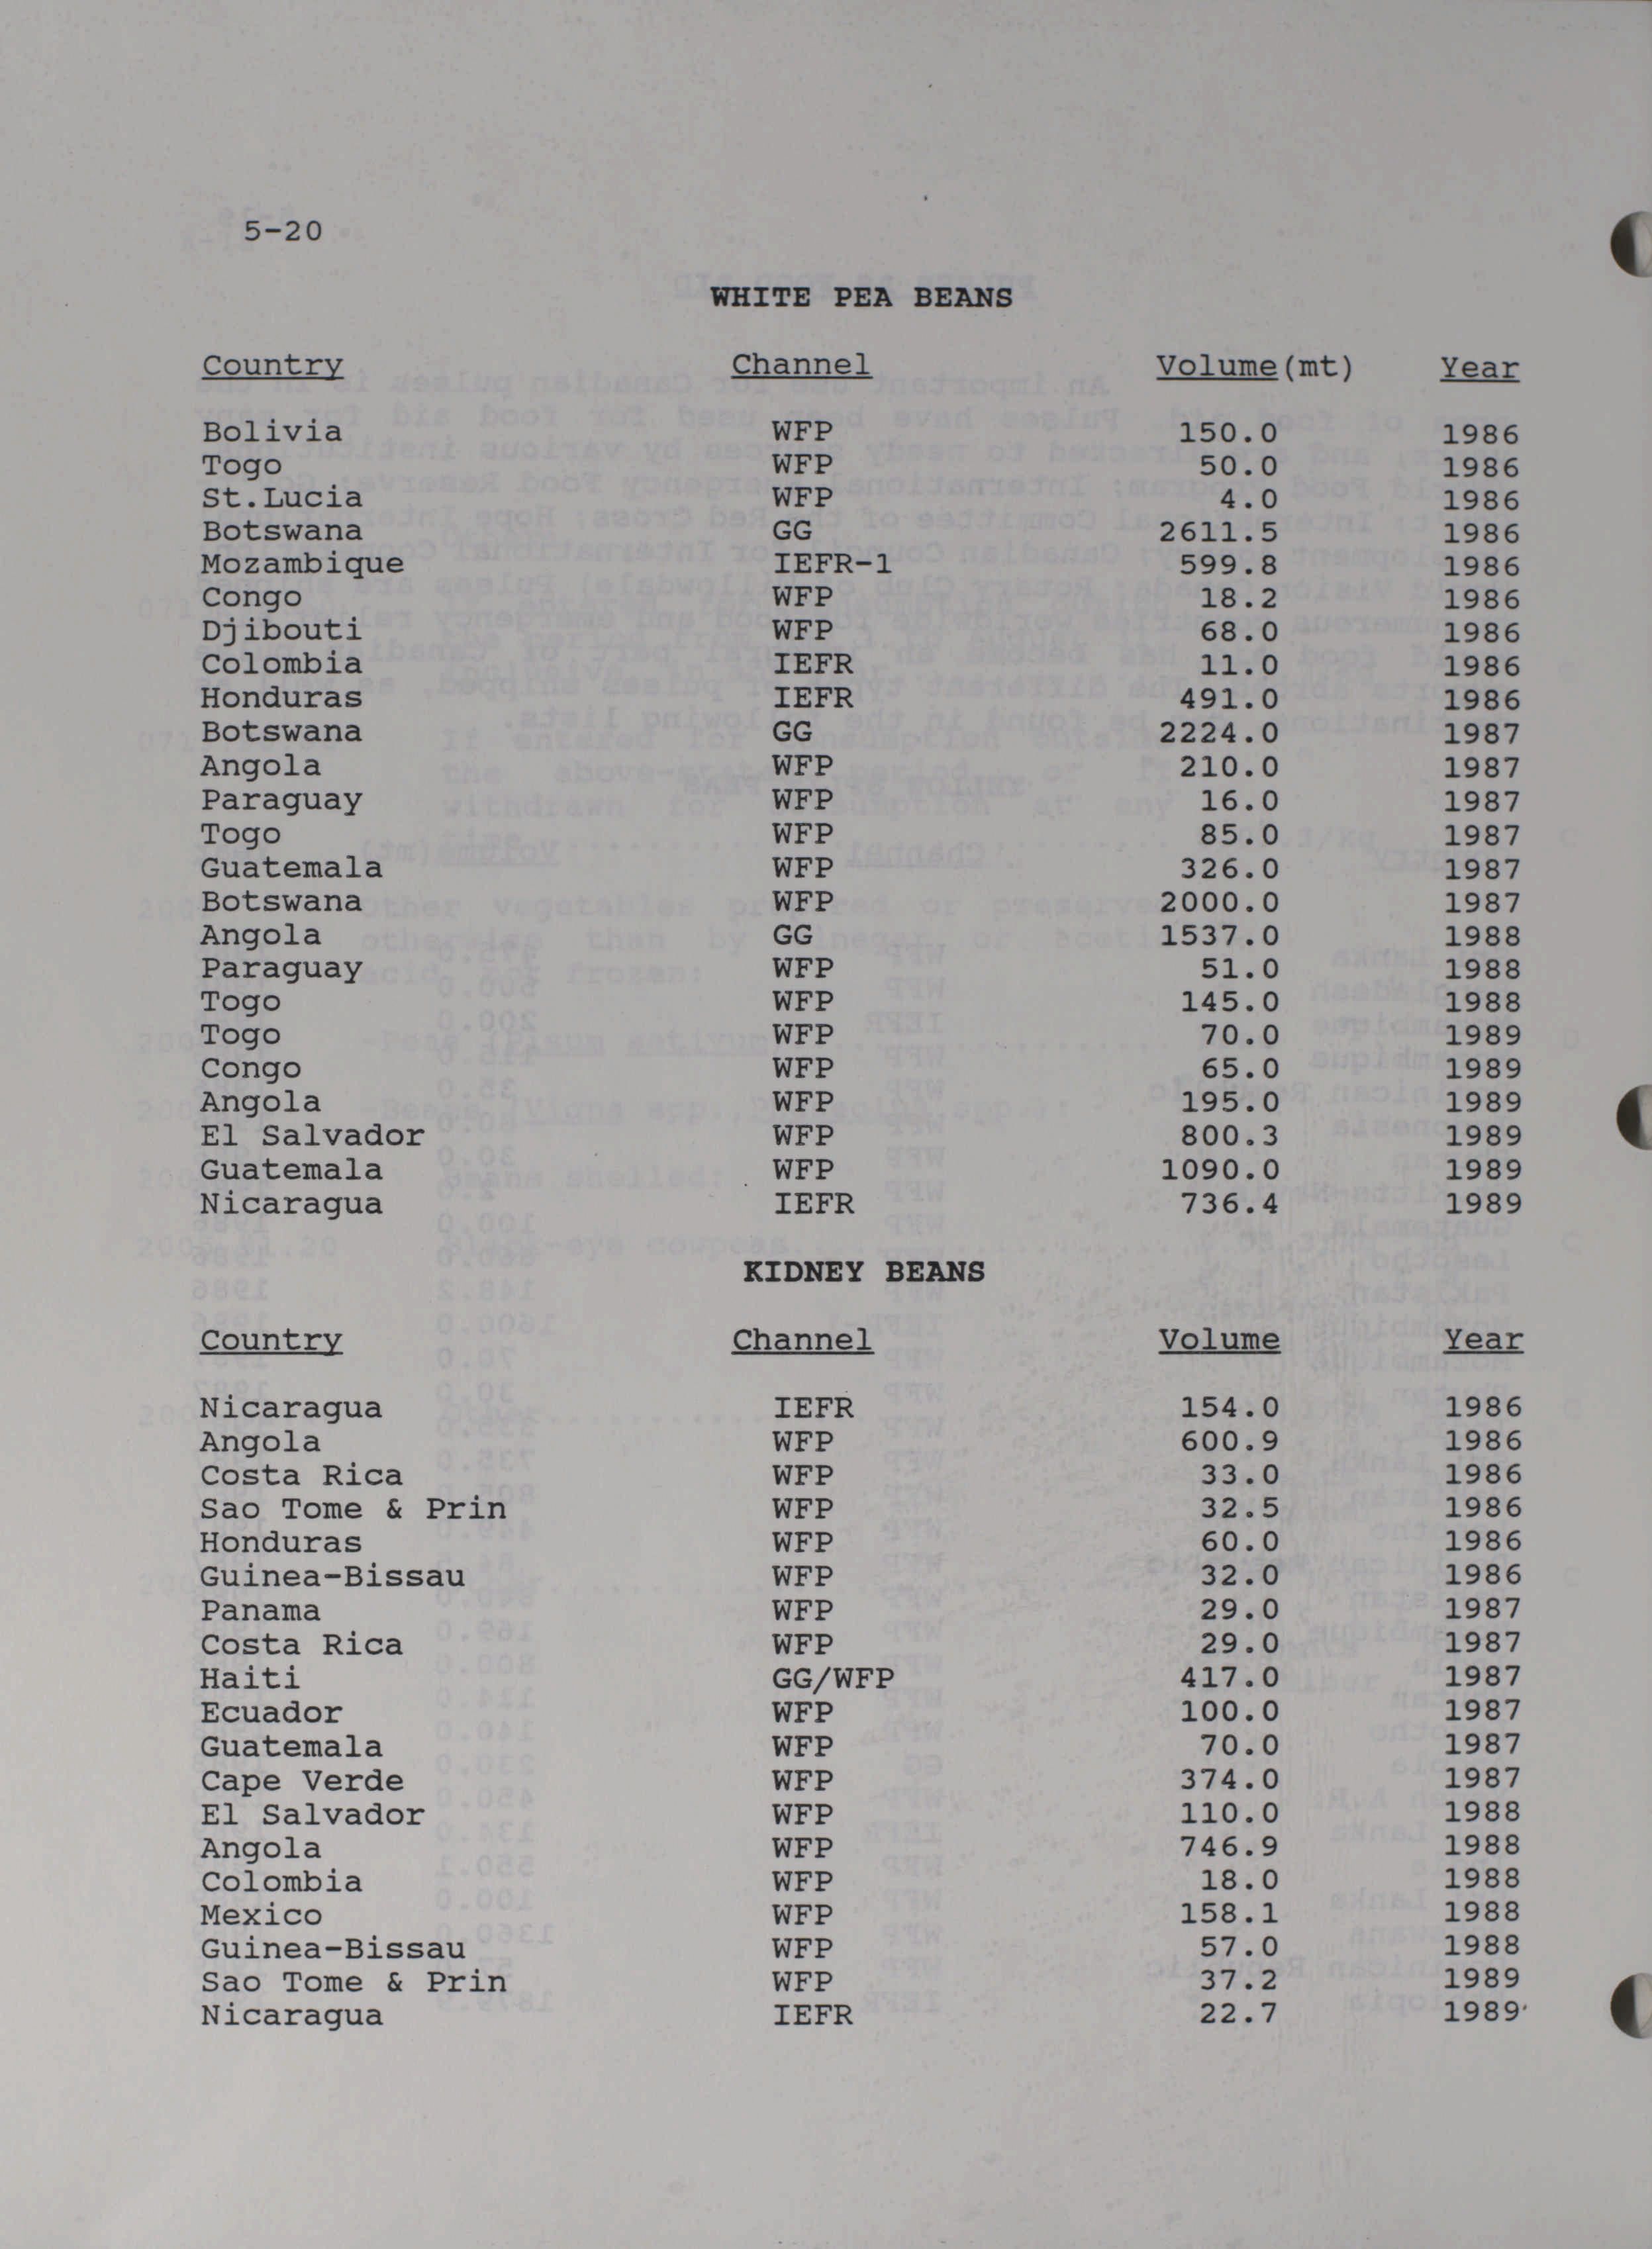 5-20
WHITE PEA BEANS
Country Channel Volume(mt) Year
Bolivia WFP 150.0 1986
Togo WFP 50.0 1986
St.Lucia WFP 4.0 1986
Botswana GG 2611.5 1986
Mozambique IEFR-1 599.8 1986
Congo WFP 18.2 1986
Djibouti WFP 68.0 1986
Colombia IEFR 11.0 1986
Honduras IEFR 491.0 1986
Botswana GG 2224.0 1987
Angola WFP 210.0 1987
Paraguay WFP 16.0 1987
Togo WFP 85.0 1987
Guatemala WFP 326.0 1987
Botswana WFP 2000.0 1987
Angola GG 1537.0 1988
Paraguay WFP 51.0 1988
Togo WFP 145.0 1988
Togo WFP 70.0 1989
Congo WFP 65.0 1989
Angola WFP 195.0 1989
El Salvador WFP 800.3 1989
Guatemala WFP 1090.0 1989
Nicaragua IEFR 736.4 1989
KIDNEY BEANS
Country Channel Volume Year
Nicaragua IEFR 154.0 1986
Angola WFP 600.9 1986
Costa Rica WFP 33.0 1986
Sao Tome & Prin WFP 32.5 1986
Honduras WFP 60.0 1986
Guinea-Bissau WFP 32.0 1986
Panama WFP 29.0 1987
Costa Rica WFP 29.0 1987
Haiti GG/WFP 417.0 1987
Ecuador WFP 100.0 1987
Guatemala WFP 70.0 1987
Cape Verde WFP 374.0 1987
El Salvador WFP 110.0 1988
Angola WFP 746.9 1988
Colombia WFP 18.0 1988
Mexico WFP 158.1 1988
Guinea-Bissau WFP 57.0 1988
Sao Tome & Prin WFP 37.2 1989
Nicaragua IEFR 22.7 1989